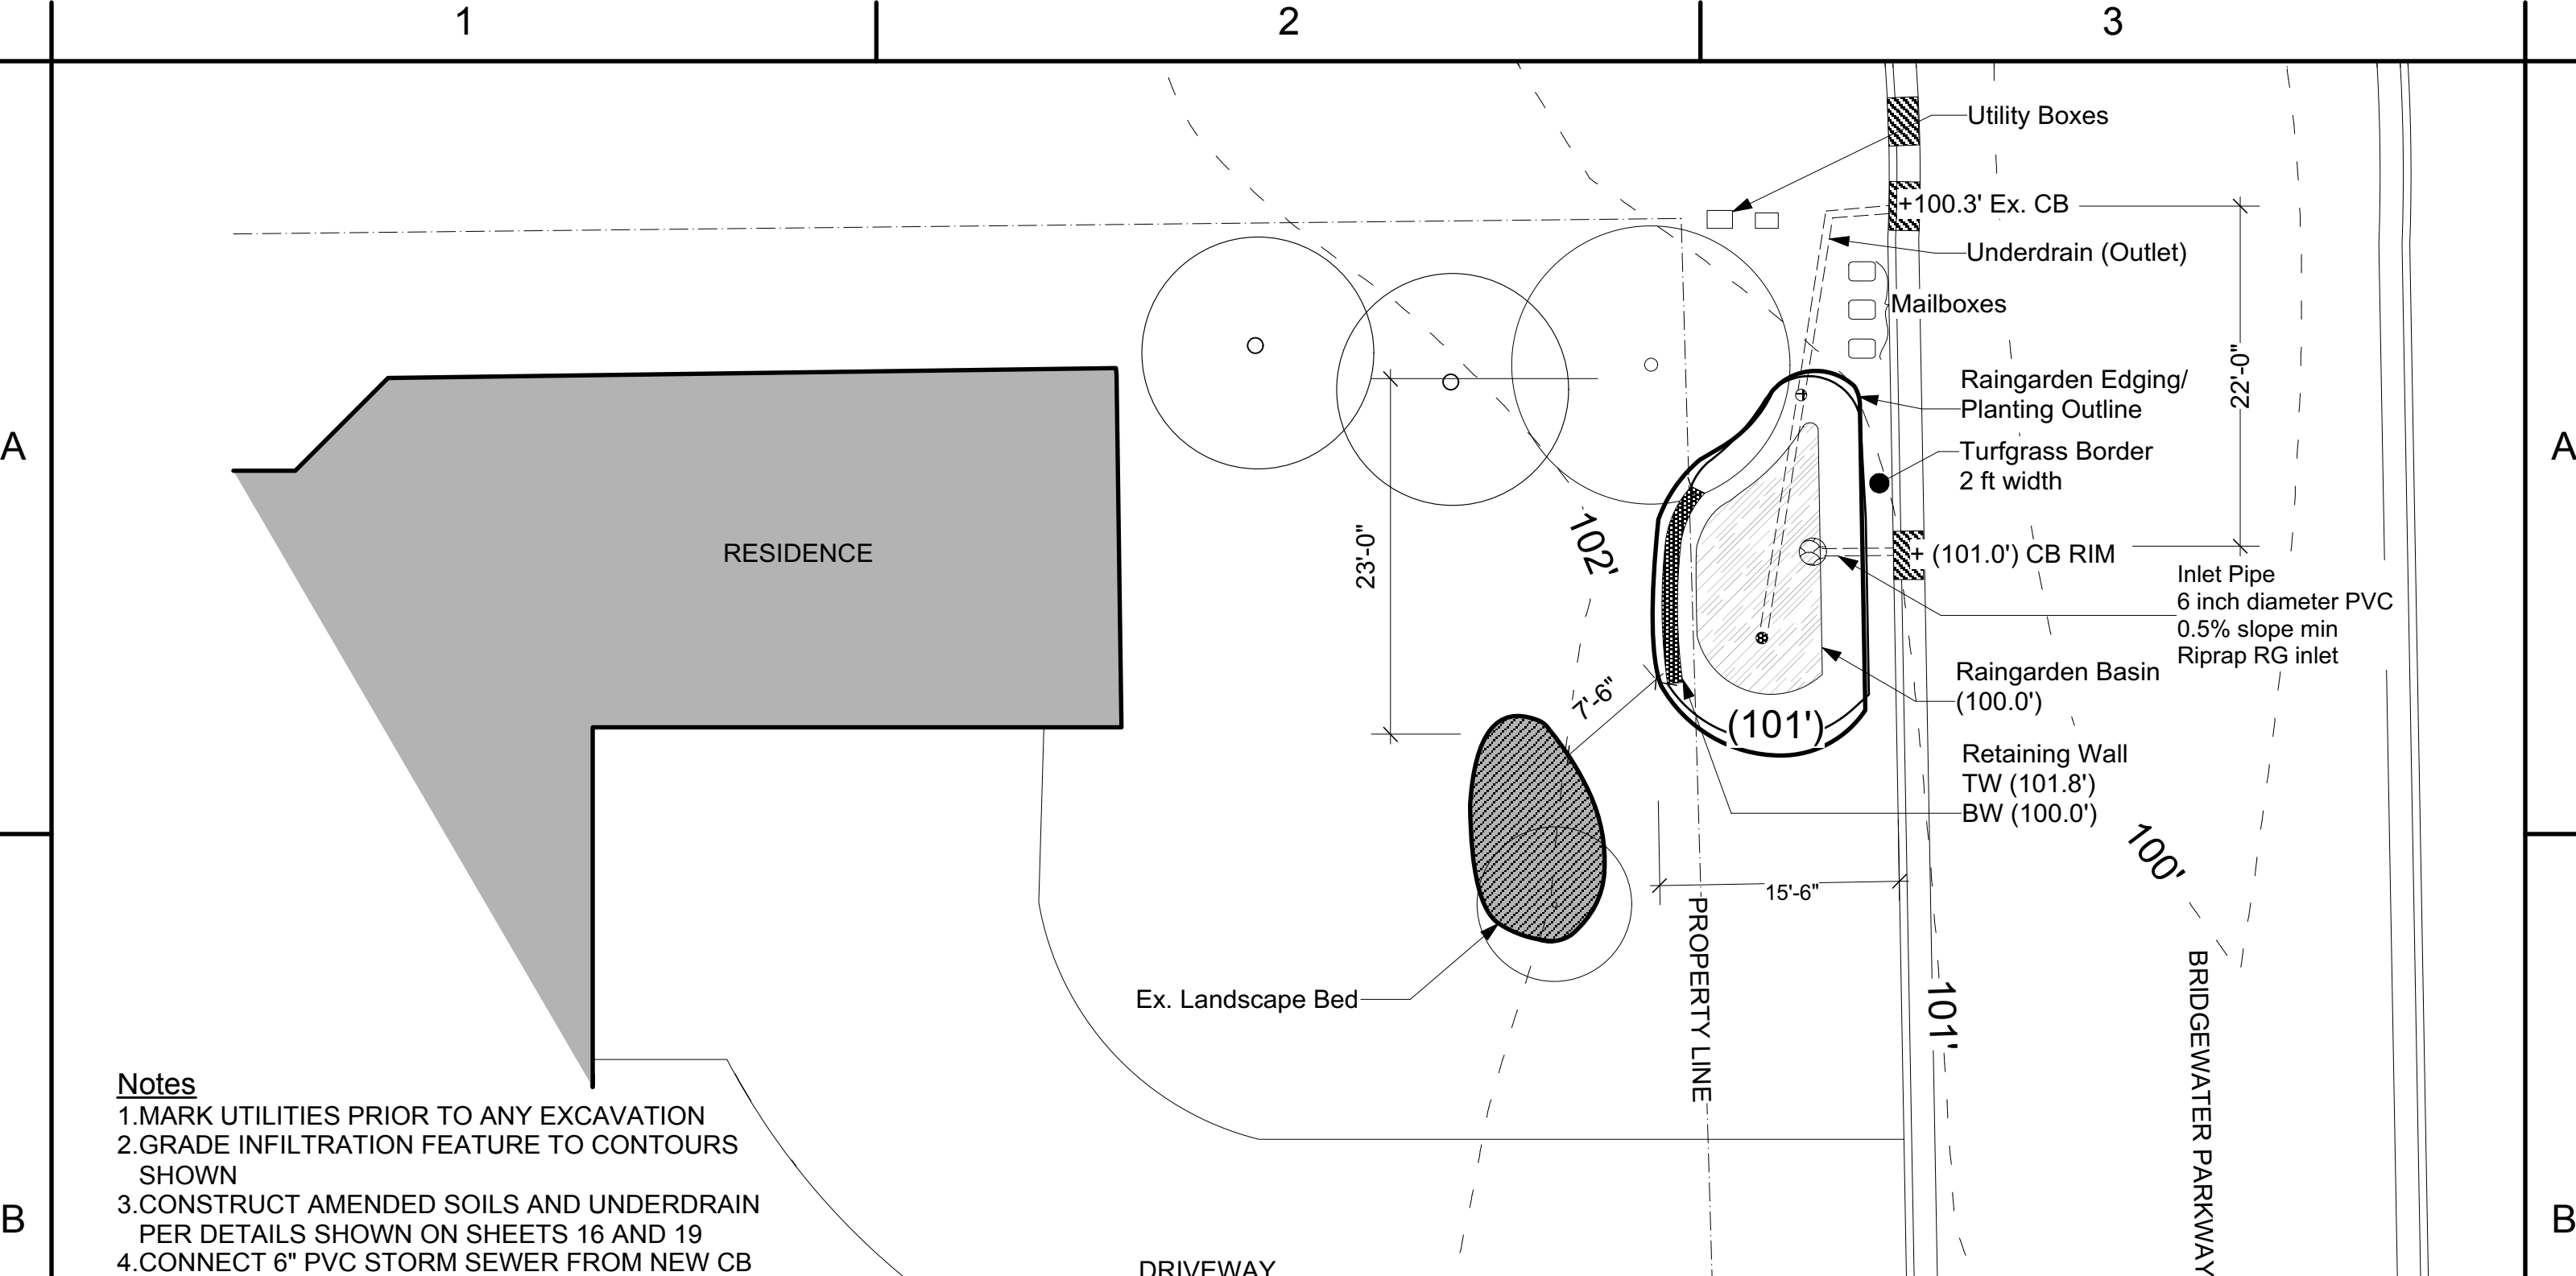 1
2
3
Utility Boxes
+100.3' Ex. CB
Underdrain (Outlet)
Mailboxes
22'-0"
Raingarden Edging/
Planting Outline
A
A
Turfgrass Border
2 ft width
102'
23'-0"
RESIDENCE
+ (101.0') CB RIM
Inlet Pipe
6 inch diameter PVC
0.5% slope min
Riprap RG inlet
Raingarden Basin
(100.0')
7'-6"
(101')
Retaining Wall
TW (101.8')
BW (100.0')
100'
15'-6"
PROPERTY LINE
Ex. Landscape Bed
101'
BRIDGEWATER PARKWAY
Notes
1.MARK UTILITIES PRIOR TO ANY EXCAVATION
2.GRADE INFILTRATION FEATURE TO CONTOURS
SHOWN
3.CONSTRUCT AMENDED SOILS AND UNDERDRAIN
PER DETAILS SHOWN ON SHEETS 16 AND 19
4.CONNECT 6" PVC STORM SEWER FROM NEW CB
B
B
DRIVEWAY